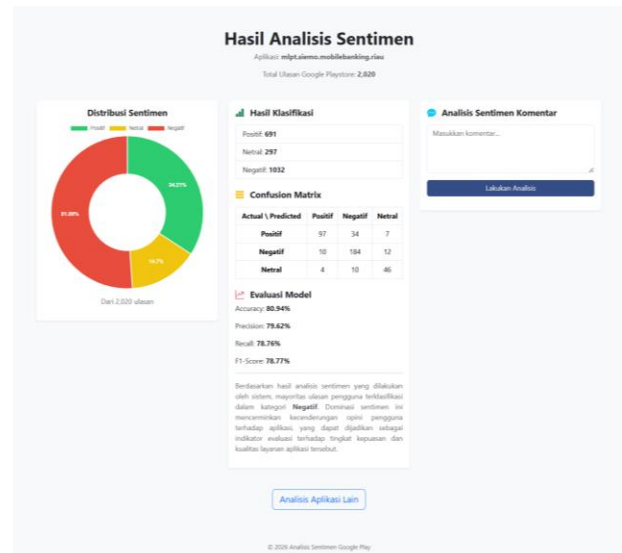 Hasil Analisis Sentimen
Aplikasi: mlpt.siemo.mobilebanking.riau
Total Ulasan Google Playstore: 2,020
Distribusi Sentimen
Positif Netral Negatif
34.21%
14.7%
51.09%
Dari 2,020 ulasan
Hasil Klasifikasi
Positif: 691
Netral: 297
Negatif: 1032
Confusion Matrix
Actual \ Predicted Positif Negatif Netral
Positif 97 34 7
Negatif 10 184 12
Netral 4 10 46
Evaluasi Model
Accuracy: 80.94%
Precision: 79.62%
Recall: 78.76%
F1-Score: 78.77%
Berdasarkan hasil analisis sentimen yang dilakukan
oleh sistem, mayoritas ulasan pengguna terklasifikasi
dalam kategori Negatif. Dominasi sentimen ini
mencerminkan kecenderungan opini pengguna
terhadap aplikasi, yang dapat dijadikan sebagai
indikator evaluasi terhadap tingkat kepuasan dan
kualitas layanan aplikasi tersebut.
Analisis Sentimen Komentar
Masukkan komentar...
Lakukan Analisis
Analisis Aplikasi Lain
© 2026 Analisis Sentimen Google Play